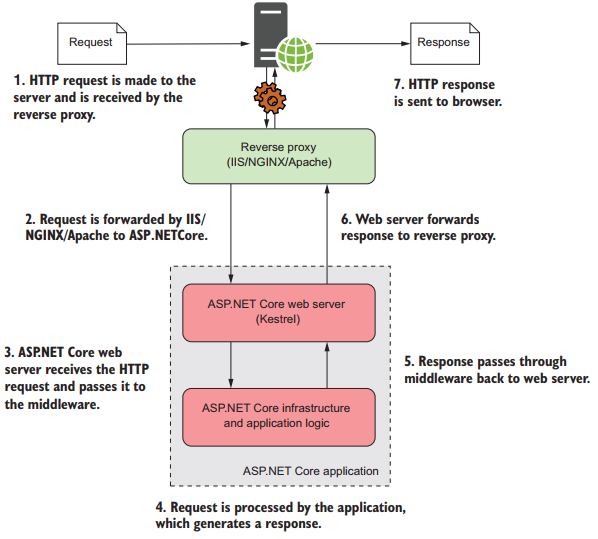 Request
Response
1. HTTP request is made to the
server and is received by the
reverse proxy.
7. HTTP response
is sent to browser.
Reverse proxy
(IIS/NGINX/Apache)
2. Request is forwarded by IIS/
NGINX/Apache to ASP.NETCore.
6. Web server forwards
response to reverse proxy.
ASP.NET Core web server
(Kestrel)
3. ASP.NET Core web
server receives the HTTP
request and passes it to
the middleware.
5. Response passes through
middleware back to web server.
ASP.NET Core infrastructure
and application logic
ASP.NET Core application
4. Request is processed by the application,
which generates a response.